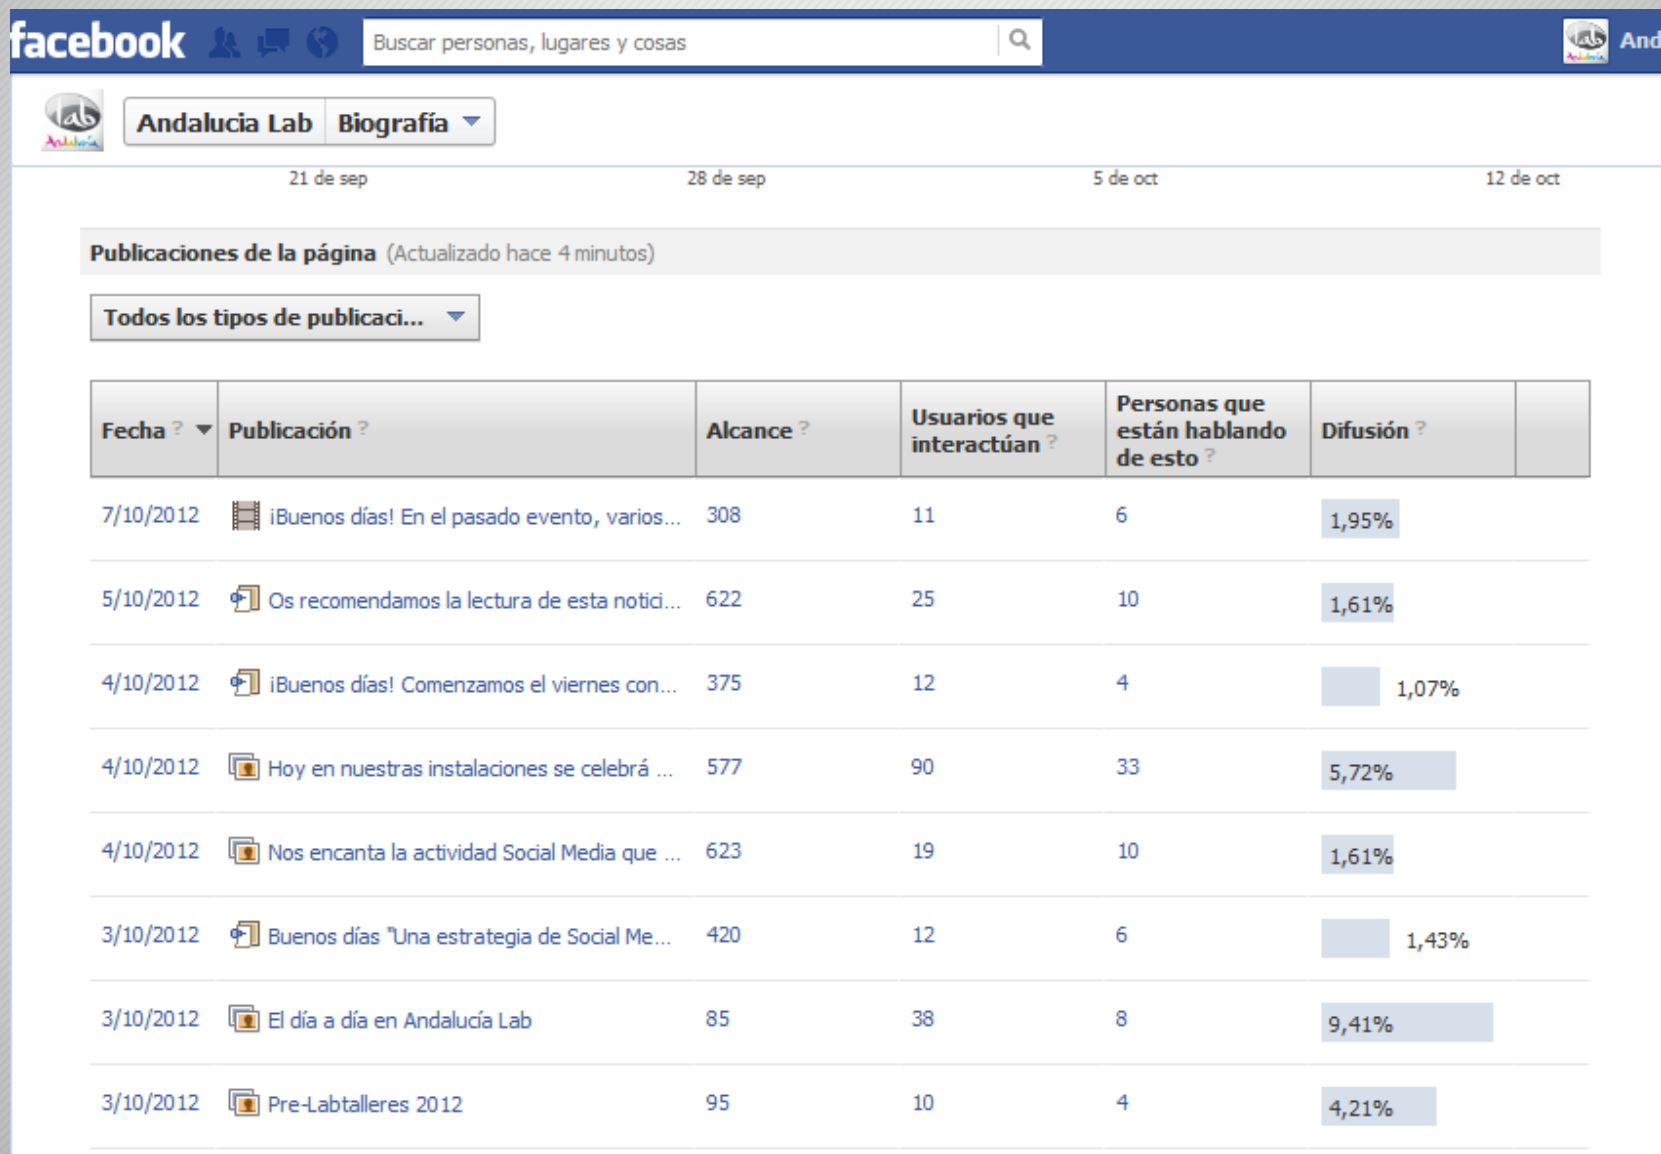 facebook Buscar personas, lugares y cosas And
lab
Andalucía
Andalucia Lab Biografía
21 de sep 28 de sep 5 de oct 12 de oct
Publicaciones de la página (Actualizado hace 4 minutos)
Todos los tipos de publicaci...
Fecha ? Publicación ? Alcance ? Usuarios que interactúan ? Personas que están hablando de esto ? Difusión ?
7/10/2012 ¡Buenos días! En el pasado evento, varios... 308 11 6 1,95%
5/10/2012 Os recomendamos la lectura de esta notici... 622 25 10 1,61%
4/10/2012 ¡Buenos días! Comenzamos el viernes con... 375 12 4 1,07%
4/10/2012 Hoy en nuestras instalaciones se celebrá ... 577 90 33 5,72%
4/10/2012 Nos encanta la actividad Social Media que ... 623 19 10 1,61%
3/10/2012 Buenos días "Una estrategia de Social Me... 420 12 6 1,43%
3/10/2012 El día a día en Andalucía Lab 85 38 8 9,41%
3/10/2012 Pre-Labtalleres 2012 95 10 4 4,21%